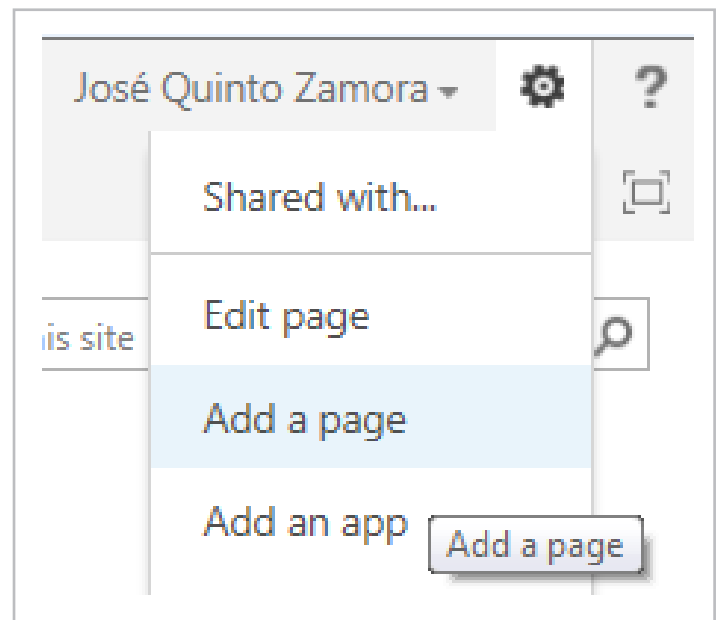 José Quinto Zamora
?
Shared with...
Edit page
is site
Add a page
Add an app
Add a page